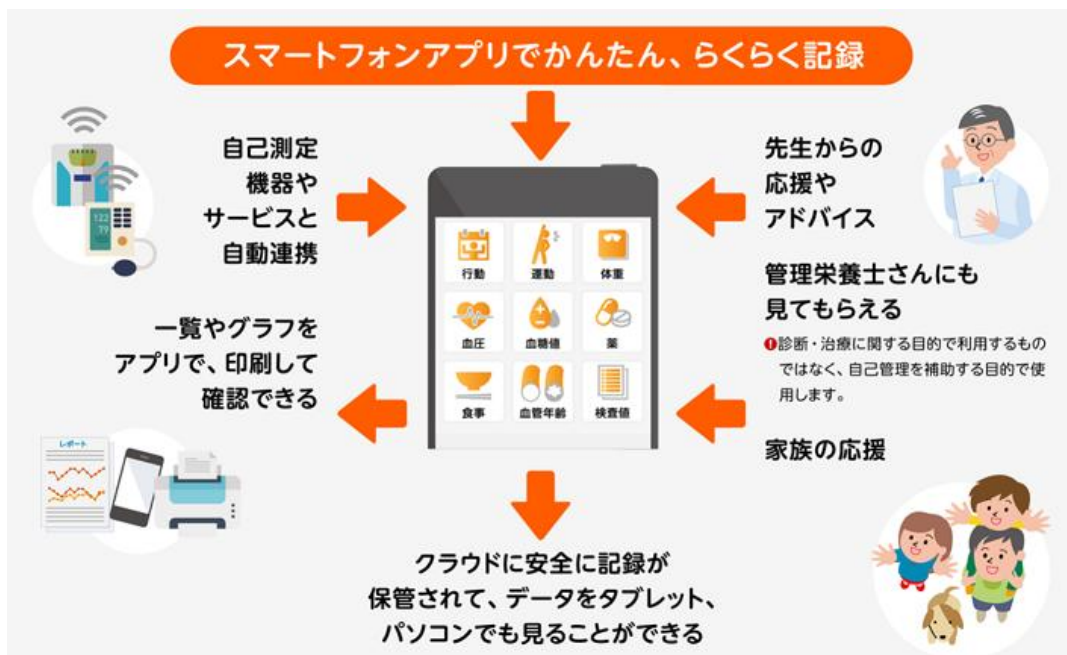 スマートフォンアプリでかんたん、らくらく記録
自己測定
機器や
サービスと
自動連携
先生からの
応援や
アドバイス
管理栄養士さんにも
見てもらえる
!診断・治療に関する目的で利用するもの
ではなく、自己管理を補助する目的で使
用します。
家族の応援
一覧やグラフを
アプリで、印刷して
確認できる
行動
運動
体重
血圧
血糖値
薬
食事
血管年齢
検査値
122
79
レポート
クラウドに安全に記録が
保管されて、データをタブレット、
パソコンでも見ることができる